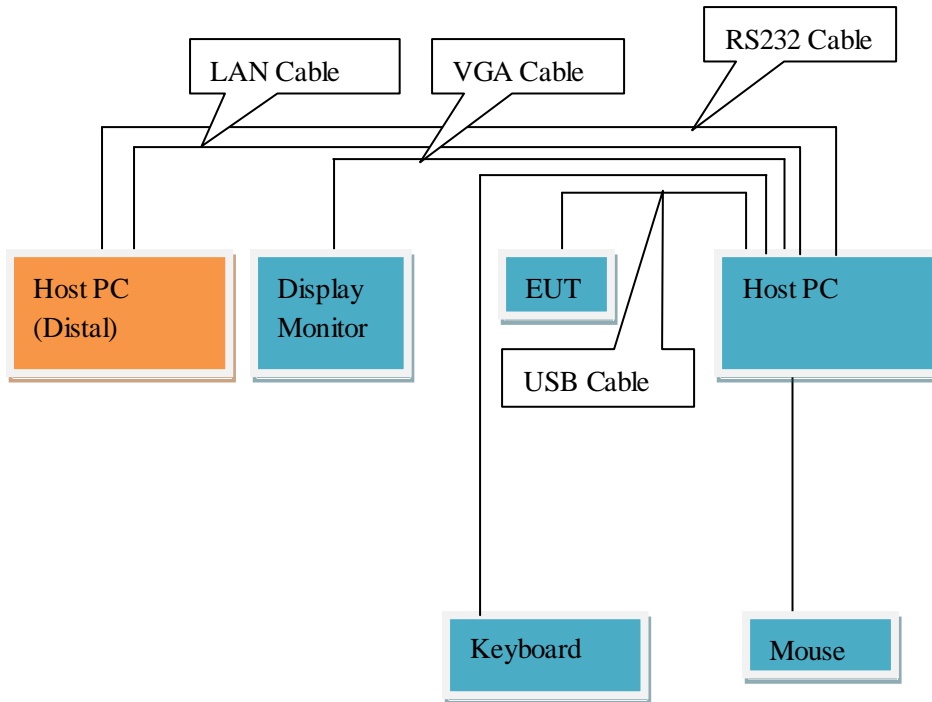 RS232 Cable
LAN Cable
VGA Cable
Host PC
(Distal)
Display
Monitor
EUT
Host PC
USB Cable
Keyboard
Mouse